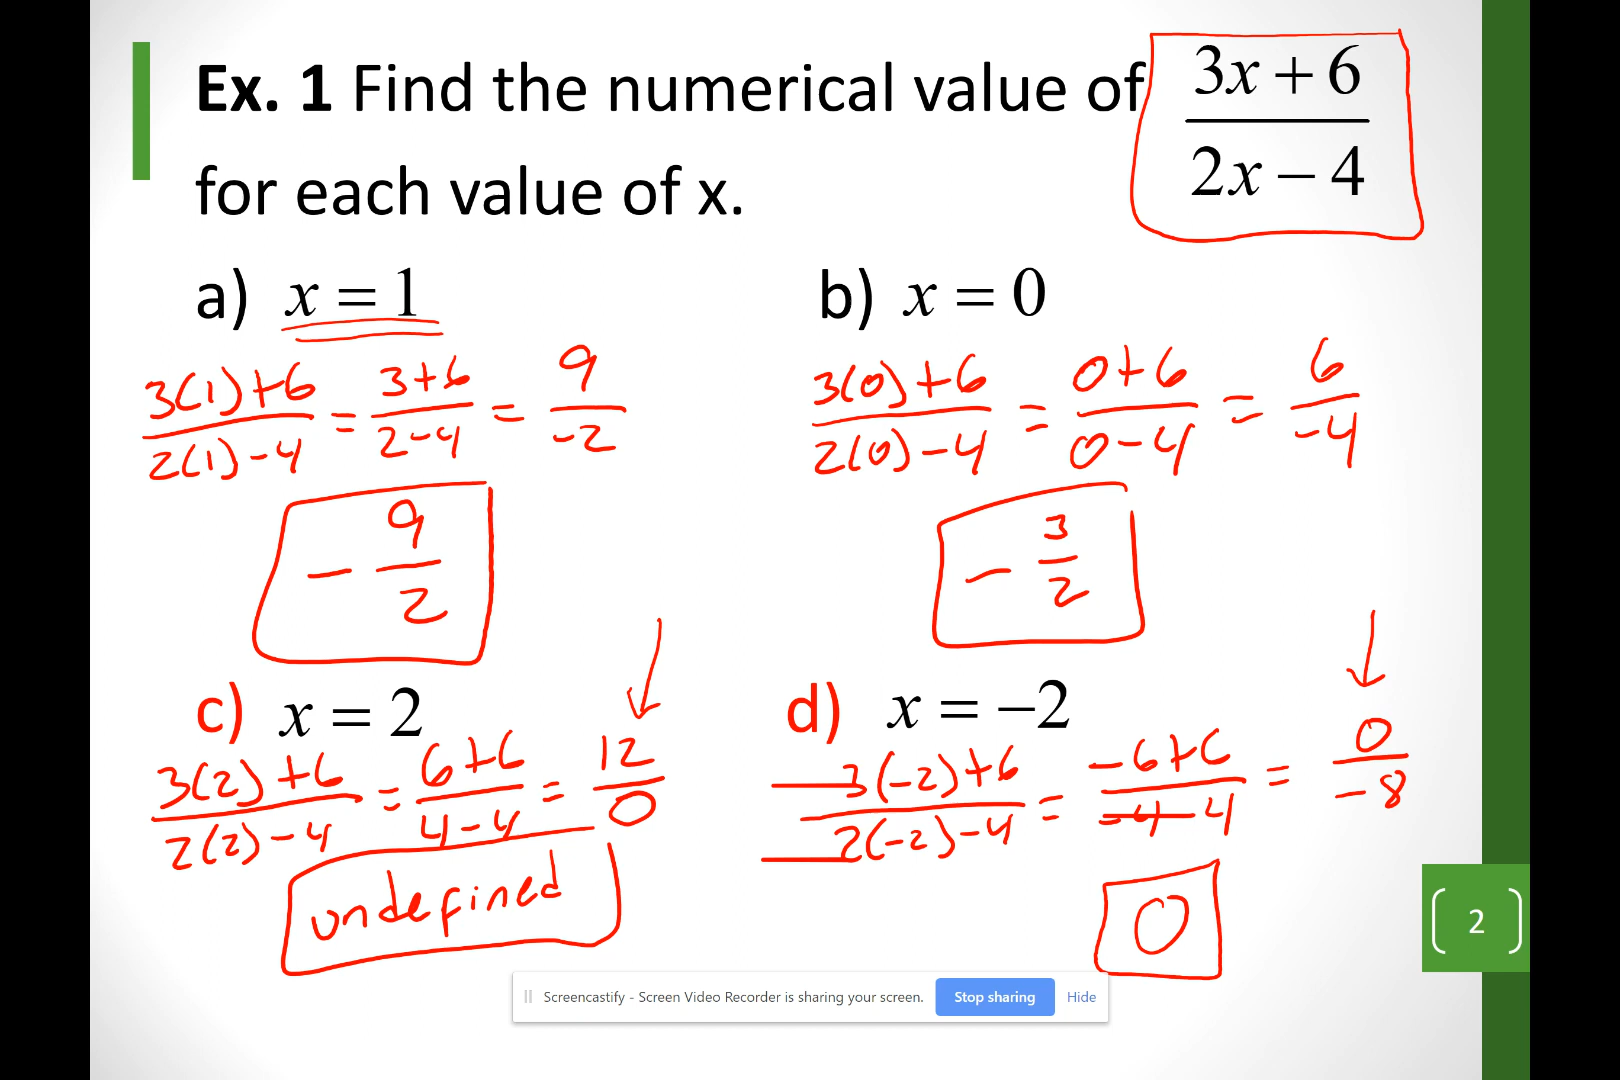 Ex. 1 Find the numerical value of (3x + 6)/(2x − 4)
for each value of x.
a) x = 1
(3(1)+6)/(2(1)−4) = (3+6)/(2−4) = 9/−2
− 9/2
b) x = 0
(3(0)+6)/(2(0)−4) = (0+6)/(0−4) = 6/−4
− 3/2
c) x = 2
(3(2)+6)/(2(2)−4) = (6+6)/(4−4) = 12/0
undefined
d) x = −2
(3(−2)+6)/(2(−2)−4) = (−6+6)/(−4−4) = 0/−8
0
2
Screencastify - Screen Video Recorder is sharing your screen.
Stop sharing
Hide